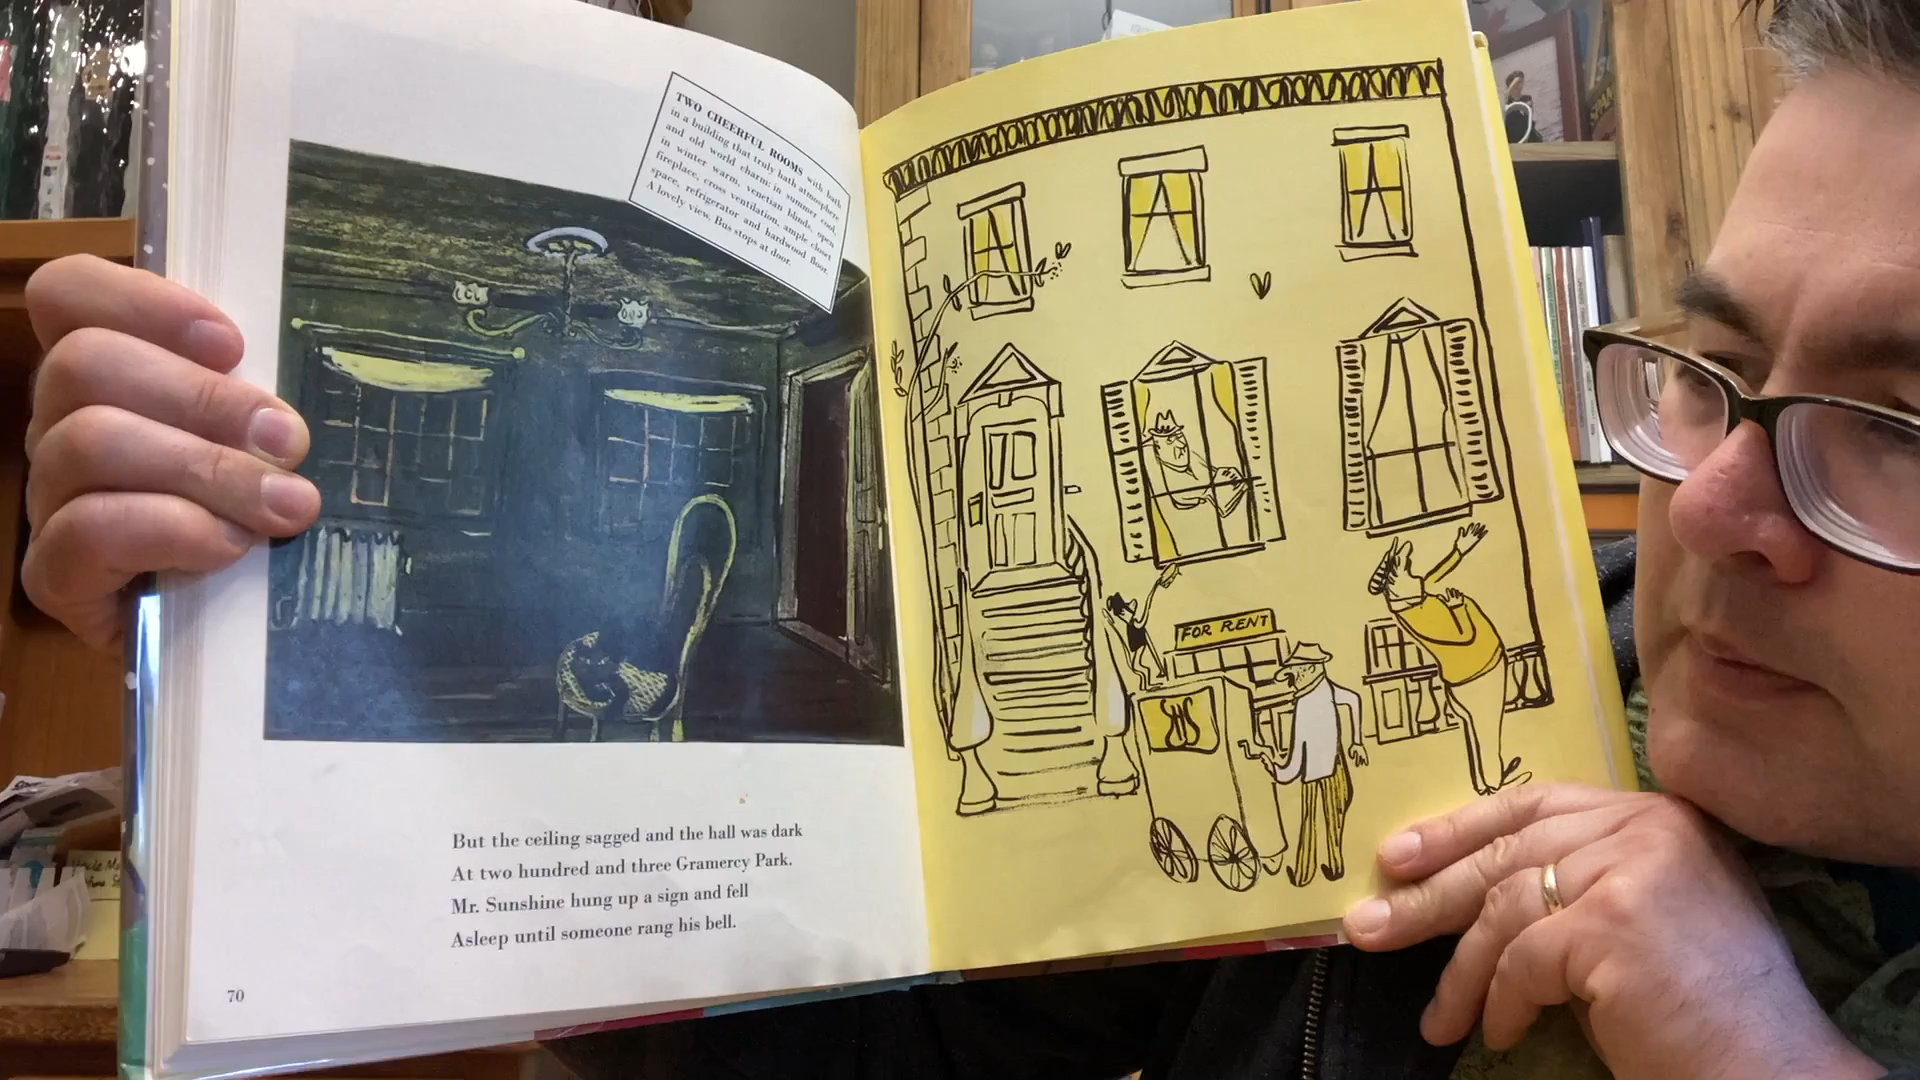 TWO CHEERFUL ROOMS with bath
in a building that truly hath atmosphere
and old world charm: in summer cool,
in winter warm, venetian blinds, open
fireplace, cross ventilation, ample closet
space, refrigerator and hardwood floor.
A lovely view. Bus stops at door.
FOR RENT
But the ceiling sagged and the hall was dark
At two hundred and three Gramercy Park.
Mr. Sunshine hung up a sign and fell
Asleep until someone rang his bell.
70